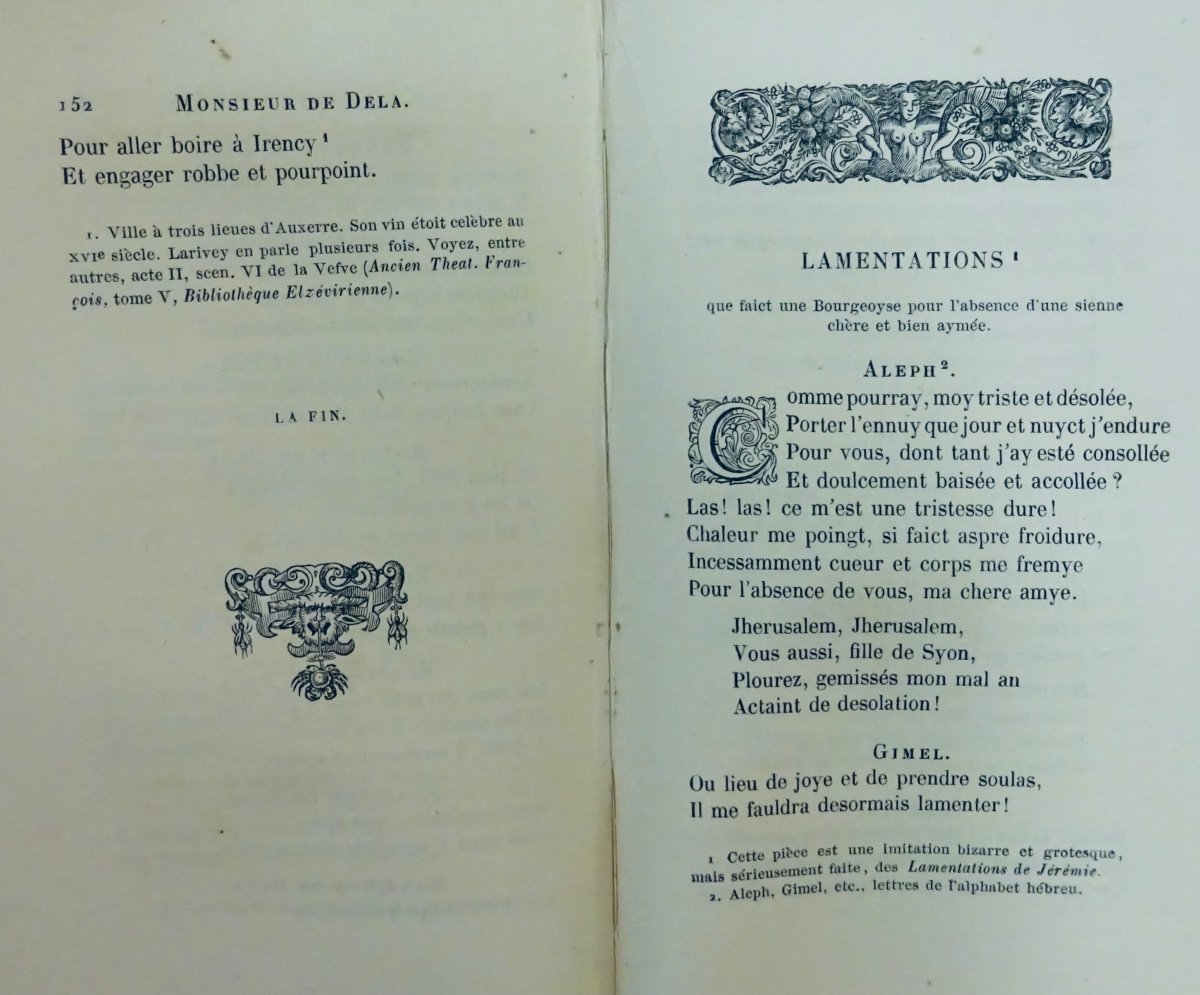 152 MONSIEUR DE DELA.
Pour aller boire à Irency ¹
Et engager robbe et pourpoint.
1. Ville à trois lieues d'Auxerre. Son vin étoit celèbre au
XVIe siècle. Larivey en parle plusieurs fois. Voyez, entre
autres, acte II, scen. VI de la Vefve (Ancien Theat. Fran-
çois, tome V, Bibliothèque Elzévirienne).
LA FIN.
LAMENTATIONS ¹
que faict une Bourgeoyse pour l'absence d'une sienne
chère et bien aymée.
ALEPH ².
Comme pourray, moy triste et désolée,
Porter l'ennuy que jour et nuyct j'endure
Pour vous, dont tant j'ay esté consollée
Et doulcement baisée et accollée ?
Las! las! ce m'est une tristesse dure!
Chaleur me poingt, si faict aspre froidure,
Incessamment cueur et corps me fremye
Pour l'absence de vous, ma chere amye.
Jherusalem, Jherusalem,
Vous aussi, fille de Syon,
Plourez, gemissés mon mal an
Actaint de desolation!
GIMEL.
Ou lieu de joye et de prendre soulas,
Il me fauldra desormais lamenter!
1 Cette pièce est une imitation bizarre et grotesque,
mais sérieusement faite, des Lamentations de Jérémie.
2. Aleph, Gimel, etc., lettres de l'alphabet hébreu.